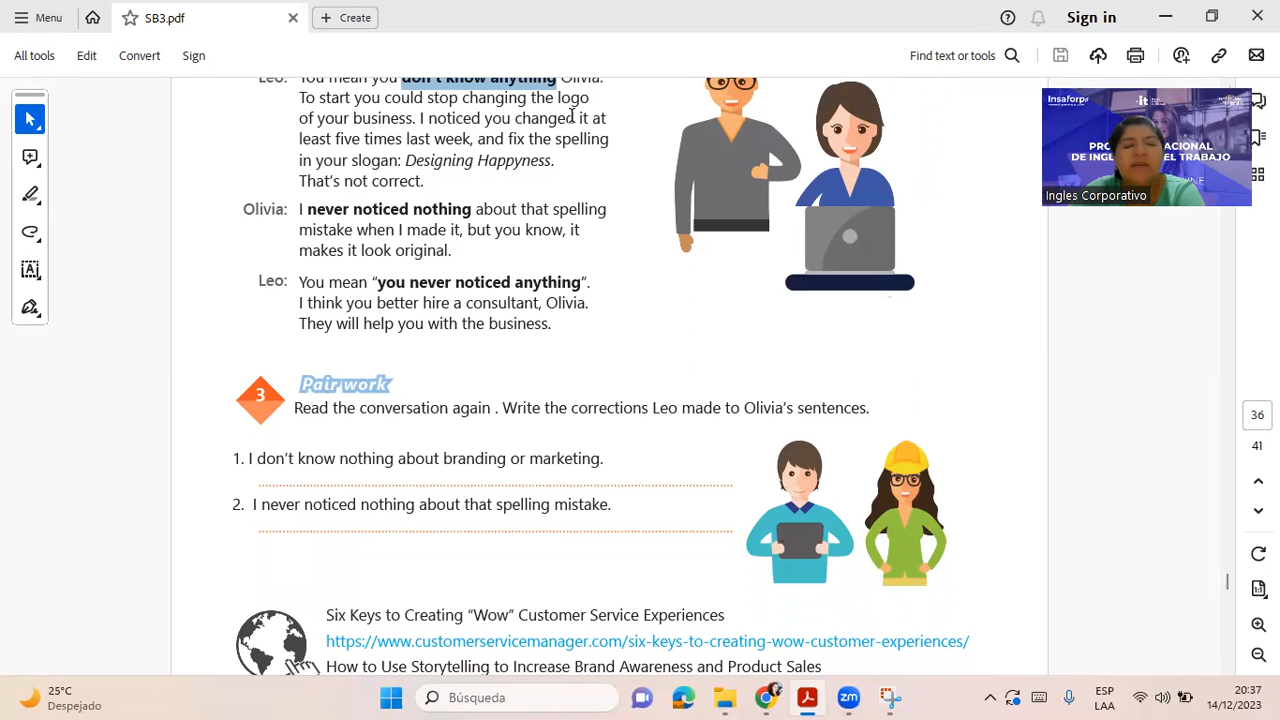 Menu
SB3.pdf
Create
Sign in
All tools
Edit
Convert
Sign
Find text or tools
Leo: You mean you don't know anything Olivia.
To start you could stop changing the logo
of your business. I noticed you changed it at
least five times last week, and fix the spelling
in your slogan: Designing Happyness.
That's not correct.
Olivia: I never noticed nothing about that spelling
mistake when I made it, but you know, it
makes it look original.
Leo: You mean "you never noticed anything".
I think you better hire a consultant, Olivia.
They will help you with the business.
3
Pair work
Read the conversation again . Write the corrections Leo made to Olivia's sentences.
1. I don't know nothing about branding or marketing.
2. I never noticed nothing about that spelling mistake.
Six Keys to Creating "Wow" Customer Service Experiences
https://www.customerservicemanager.com/six-keys-to-creating-wow-customer-experiences/
How to Use Storytelling to Increase Brand Awareness and Product Sales
Insaforp
it
Ingles Corporativo
36
41
25°C
Despejado
Búsqueda
ESP
LAA
20:37
14/12/2023